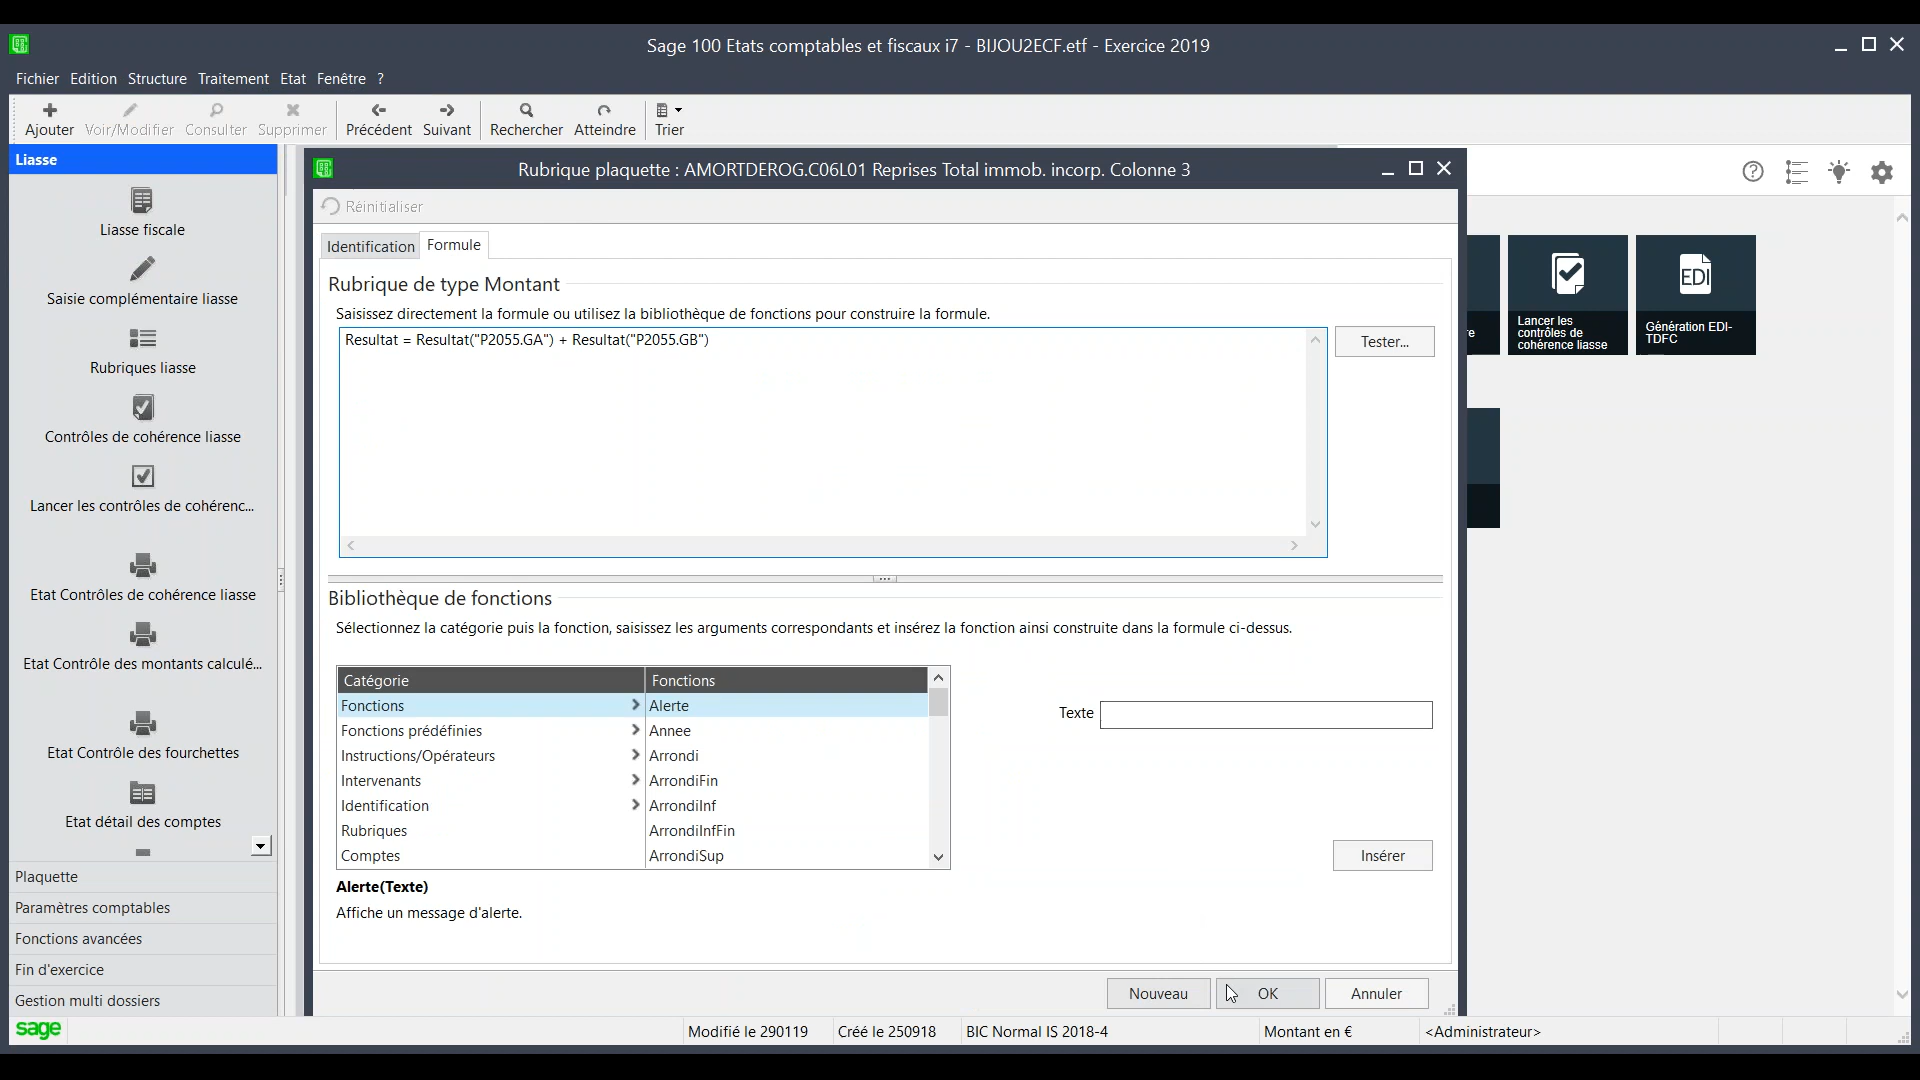 Sage 100 Etats comptables et fiscaux i7 - BIJOU2ECF.etf - Exercice 2019
Fichier Edition Structure Traitement Etat Fenêtre ?
Ajouter Voir/Modifier Consulter Supprimer Précédent Suivant Rechercher Atteindre Trier
Liasse
Liasse fiscale
Saisie complémentaire liasse
Rubriques liasse
Contrôles de cohérence liasse
Lancer les contrôles de cohérenc...
Etat Contrôles de cohérence liasse
Etat Contrôle des montants calculé...
Etat Contrôle des fourchettes
Etat détail des comptes
Plaquette
Paramètres comptables
Fonctions avancées
Fin d'exercice
Gestion multi dossiers
Rubrique plaquette : AMORTDEROG.C06L01 Reprises Total immob. incorp. Colonne 3
Réinitialiser
Identification Formule
Rubrique de type Montant
Saisissez directement la formule ou utilisez la bibliothèque de fonctions pour construire la formule.
Resultat = Resultat("P2055.GA") + Resultat("P2055.GB")
Tester...
Bibliothèque de fonctions
Sélectionnez la catégorie puis la fonction, saisissez les arguments correspondants et insérez la fonction ainsi construite dans la formule ci-dessus.
Catégorie Fonctions
Fonctions Alerte
Fonctions prédéfinies Annee
Instructions/Opérateurs Arrondi
Intervenants ArrondiFin
Identification ArrondiInf
Rubriques ArrondiInfFin
Comptes ArrondiSup
Texte
Insérer
Alerte(Texte)
Affiche un message d'alerte.
Nouveau OK Annuler
re
Lancer les
contrôles de
cohérence liasse
EDI
Génération EDI-
TDFC
sage
Modifié le 290119 Créé le 250918 BIC Normal IS 2018-4 Montant en € <Administrateur>